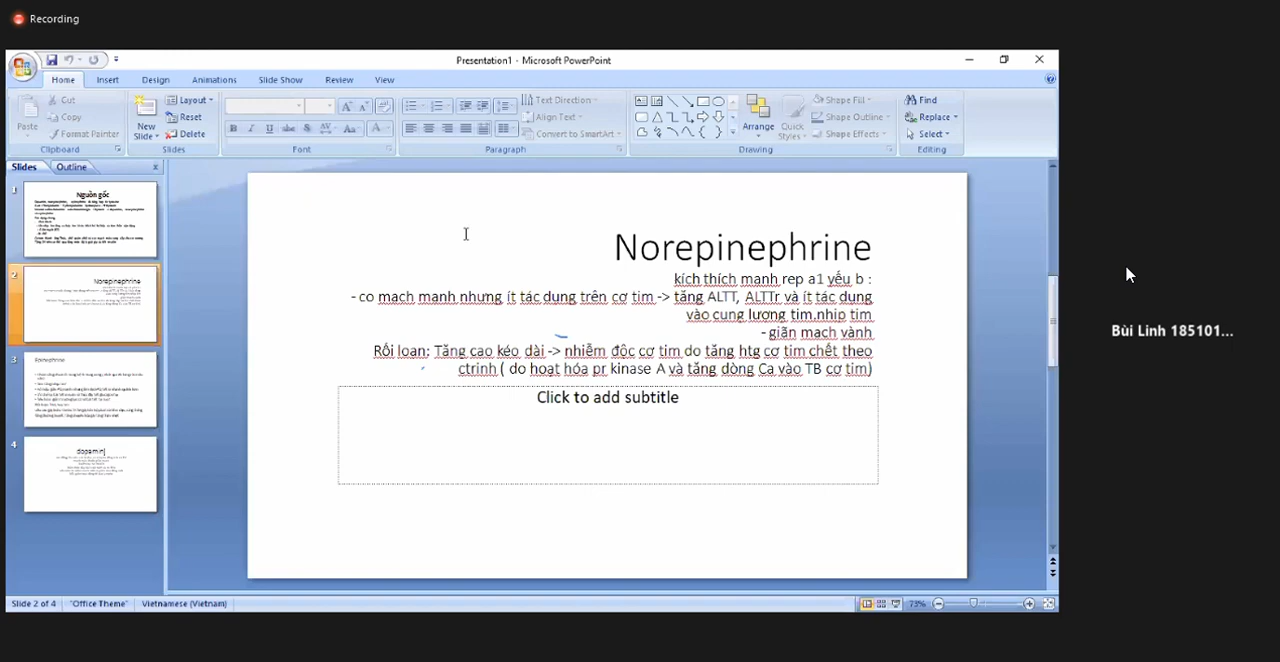 Recording
Presentation1 - Microsoft PowerPoint
Home Insert Design Animations Slide Show Review View
Paste
Cut
Copy
Format Painter
Clipboard
New Slide
Layout
Reset
Delete
Slides
Font
Text Direction
Align Text
Convert to SmartArt
Paragraph
Arrange
Quick Styles
Shape Fill
Shape Outline
Shape Effects
Drawing
Find
Replace
Select
Editing
Slides Outline
1
Nguồn gốc
2
Norepinephrine
3
4
dopamin
Norepinephrine
kích thích mạnh rep a1 yếu b :
- co mạch mạnh nhưng ít tác dụng trên cơ tim -> tăng ALTT, ALTTr và ít tác dụng
vào cung lượng tim.nhịp tim
- giãn mạch vành
Rối loạn: Tăng cao kéo dài -> nhiễm độc cơ tim do tăng htg cơ tim chết theo
ctrinh ( do hoạt hóa pr kinase A và tăng dòng Ca vào TB cơ tim)
Click to add subtitle
Bùi Linh 185101...
Slide 2 of 4 "Office Theme" Vietnamese (Vietnam) 73%